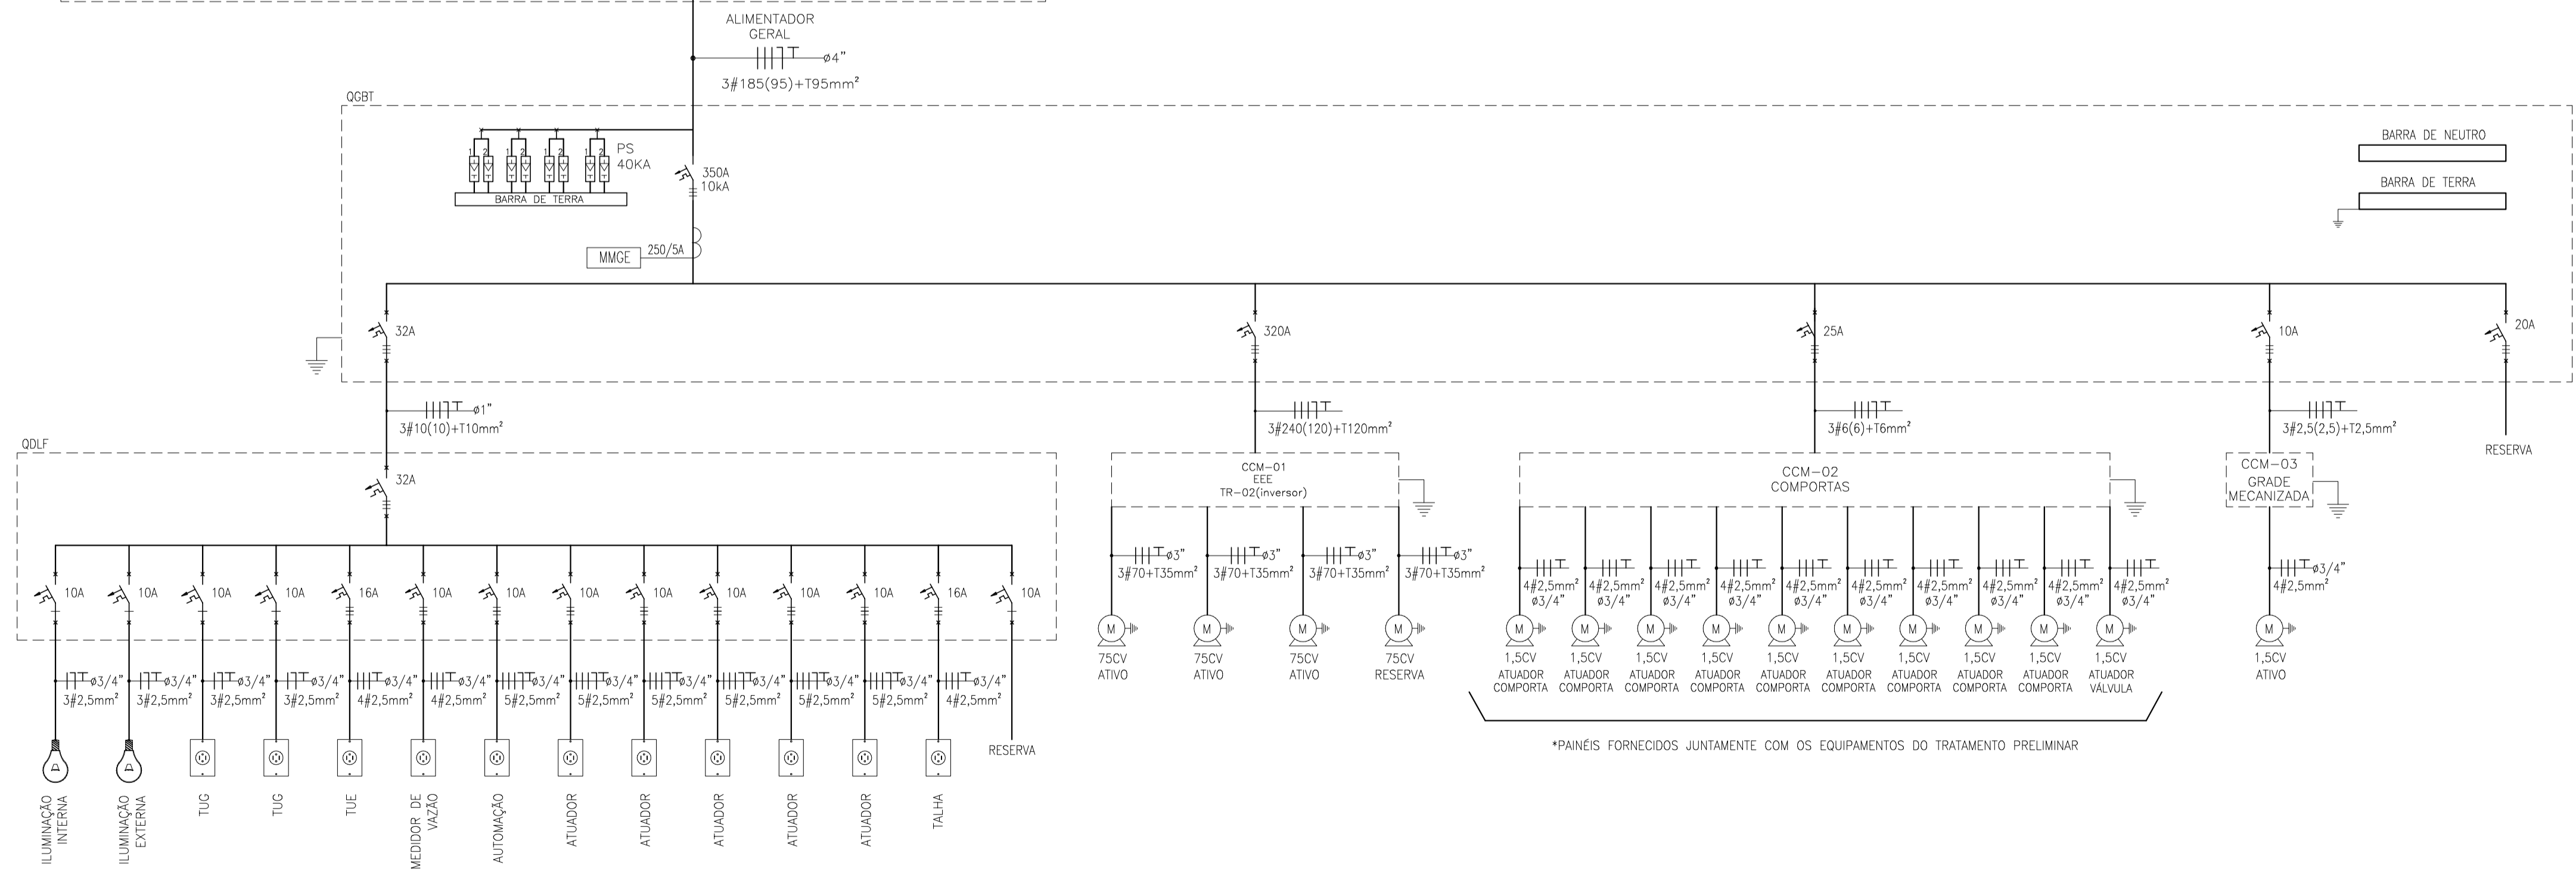 ALIMENTADOR
GERAL
ø4"
3#185(95)+T95mm²
QGBT
1 2 1 2 1 2 1 2
PS
40KA
BARRA DE TERRA
350A
10kA
MMGE
250/5A
BARRA DE NEUTRO
BARRA DE TERRA
32A
320A
25A
10A
20A
ø1"
3#10(10)+T10mm²
3#240(120)+T120mm²
3#6(6)+T6mm²
3#2,5(2,5)+T2,5mm²
RESERVA
QDLF
32A
10A 10A 10A 10A 16A 10A 10A 10A 10A 10A 10A 10A 16A 10A
ø3/4" ø3/4" ø3/4" ø3/4" ø3/4" ø3/4" ø3/4" ø3/4" ø3/4" ø3/4" ø3/4" ø3/4" ø3/4"
3#2,5mm² 3#2,5mm² 3#2,5mm² 3#2,5mm² 4#2,5mm² 4#2,5mm² 5#2,5mm² 5#2,5mm² 5#2,5mm² 5#2,5mm² 5#2,5mm² 5#2,5mm² 4#2,5mm²
RESERVA
ILUMINAÇÃO
INTERNA
ILUMINAÇÃO
EXTERNA
TUG
TUG
TUE
MEDIDOR DE
VAZÃO
AUTOMAÇÃO
ATUADOR
ATUADOR
ATUADOR
ATUADOR
ATUADOR
TALHA
CCM-01
EEE
TR-02(inversor)
ø3" ø3" ø3" ø3"
3#70+T35mm² 3#70+T35mm² 3#70+T35mm² 3#70+T35mm²
M M M M
75CV 75CV 75CV 75CV
ATIVO ATIVO ATIVO RESERVA
CCM-02
COMPORTAS
4#2,5mm² 4#2,5mm² 4#2,5mm² 4#2,5mm² 4#2,5mm² 4#2,5mm² 4#2,5mm² 4#2,5mm² 4#2,5mm² 4#2,5mm²
ø3/4" ø3/4" ø3/4" ø3/4" ø3/4" ø3/4" ø3/4" ø3/4" ø3/4" ø3/4"
M M M M M M M M M M
1,5CV 1,5CV 1,5CV 1,5CV 1,5CV 1,5CV 1,5CV 1,5CV 1,5CV 1,5CV
ATUADOR ATUADOR ATUADOR ATUADOR ATUADOR ATUADOR ATUADOR ATUADOR ATUADOR ATUADOR
COMPORTA COMPORTA COMPORTA COMPORTA COMPORTA COMPORTA COMPORTA COMPORTA COMPORTA VÁLVULA
*PAINÉIS FORNECIDOS JUNTAMENTE COM OS EQUIPAMENTOS DO TRATAMENTO PRELIMINAR
CCM-03
GRADE
MECANIZADA
ø3/4"
4#2,5mm²
M
1,5CV
ATIVO